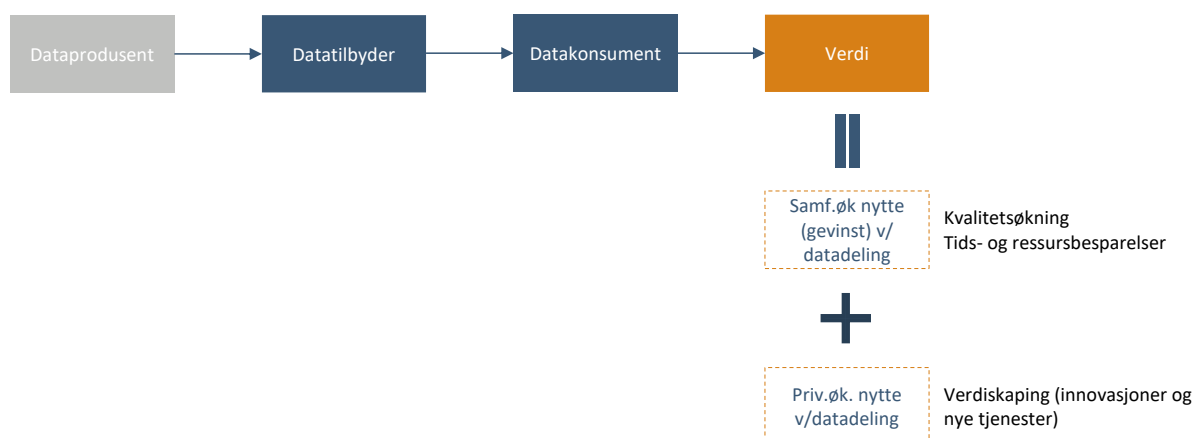 Dataprodusent
Datatilbyder
Datakonsument
Verdi
Samf.øk nytte
(gevinst) v/
datadeling
Kvalitetsøkning
Tids- og ressursbesparelser
Priv.øk. nytte
v/datadeling
Verdiskaping (innovasjoner og
nye tjenester)